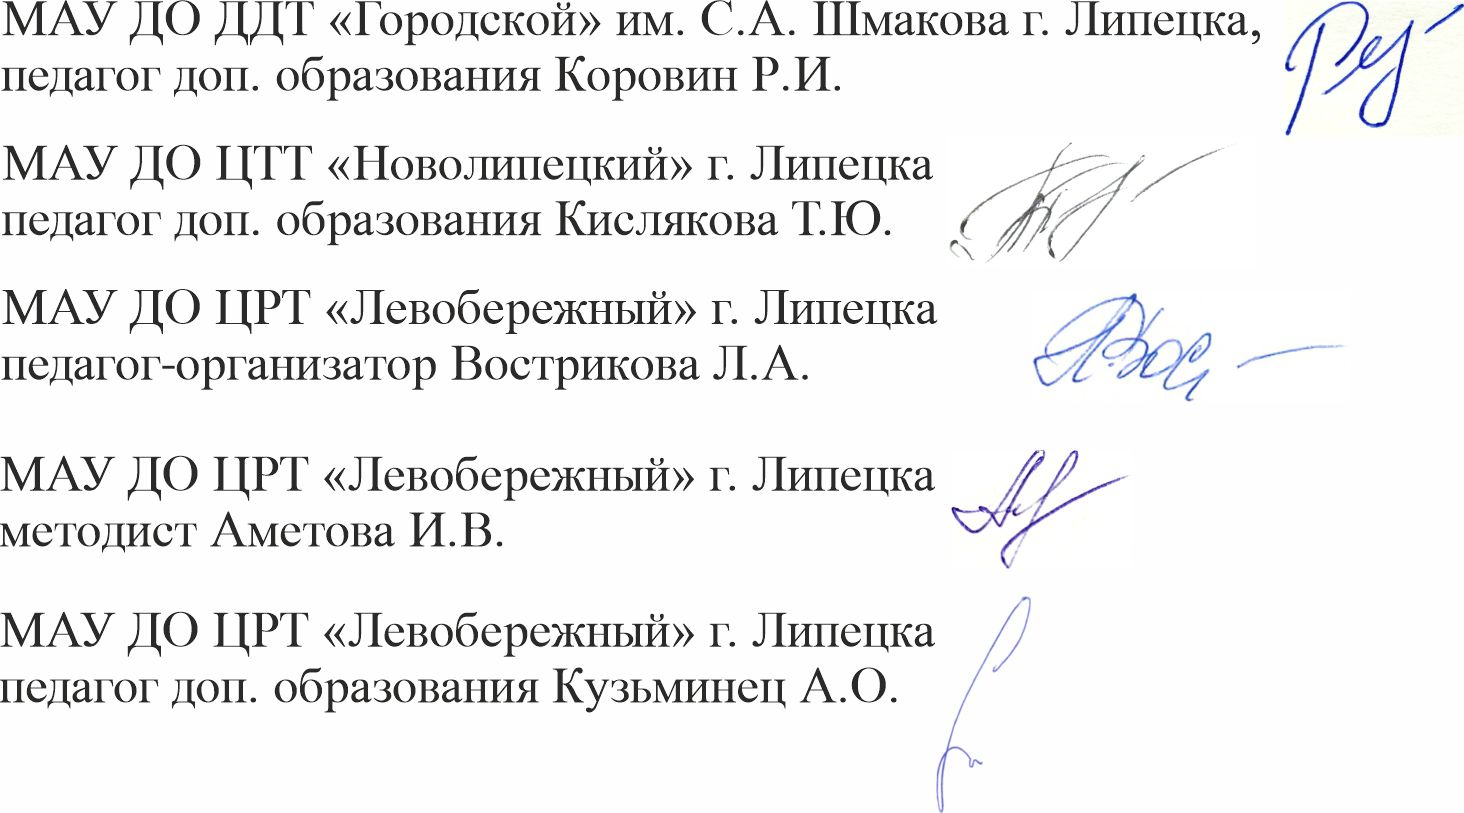 МАУ ДО ДДТ «Городской» им. С.А. Шмакова г. Липецка,
педагог доп. образования Коровин Р.И.
МАУ ДО ЦТТ «Новолипецкий» г. Липецка
педагог доп. образования Кислякова Т.Ю.
МАУ ДО ЦРТ «Левобережный» г. Липецка
педагог-организатор Вострикова Л.А.
МАУ ДО ЦРТ «Левобережный» г. Липецка
методист Аметова И.В.
МАУ ДО ЦРТ «Левобережный» г. Липецка
педагог доп. образования Кузьминец А.О.